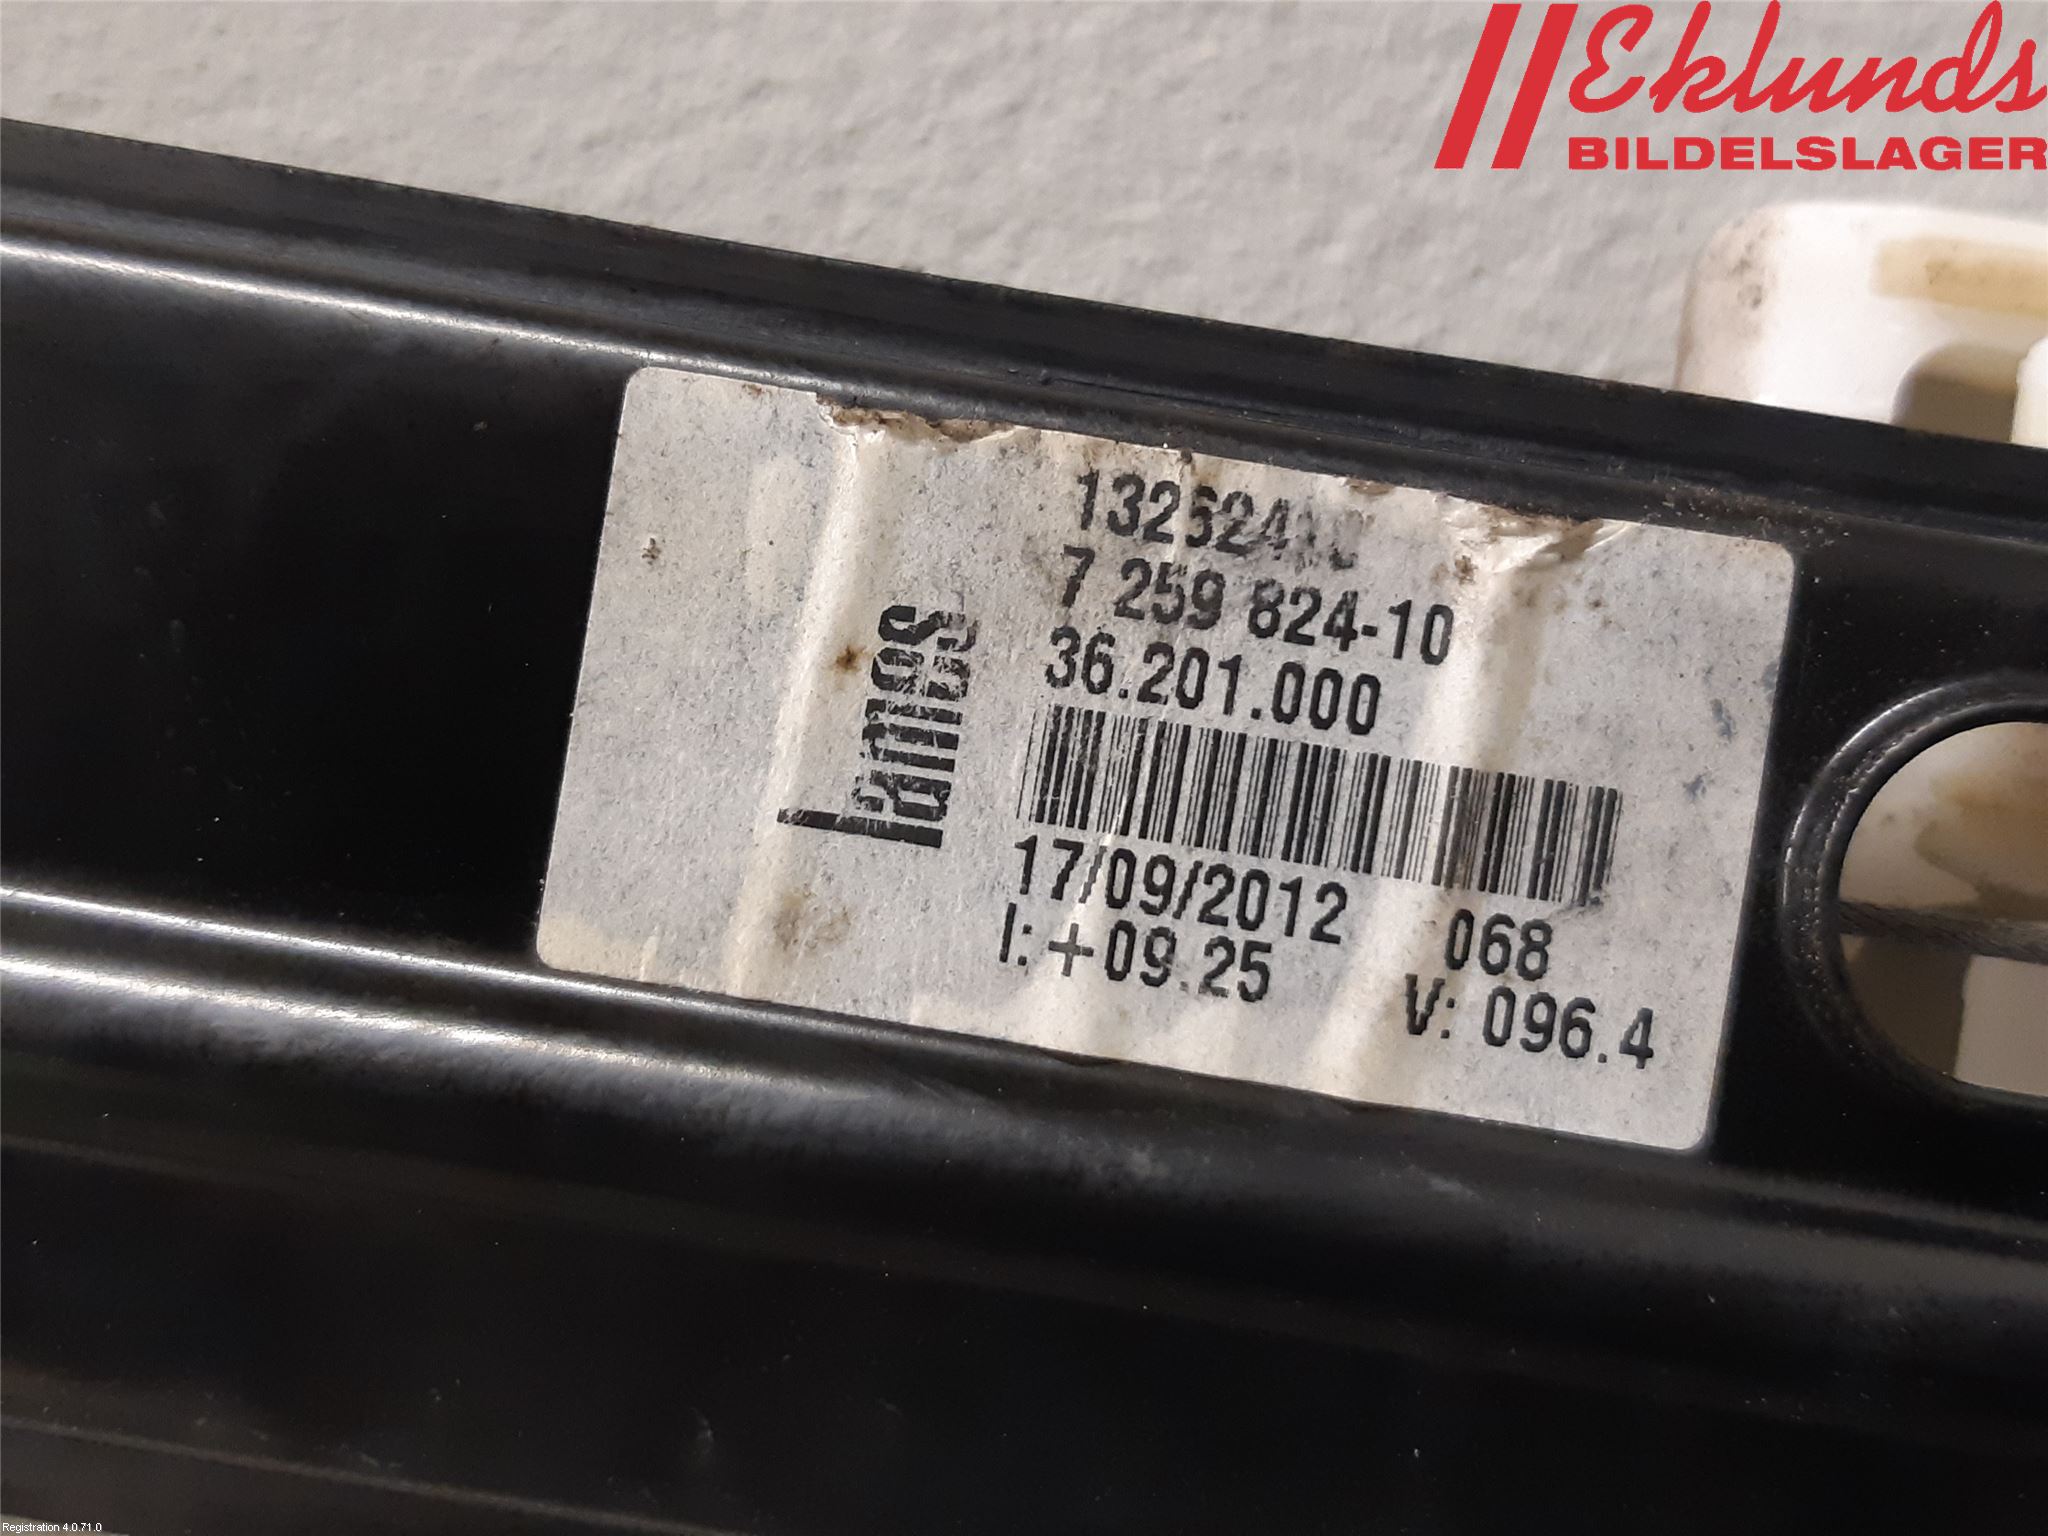 Eklunds
BILDELSLAGER
7 259 824-10
36.201.000
17/09/2012 068
I: +09.25 V: 096.4
Registration 4.0.71.0